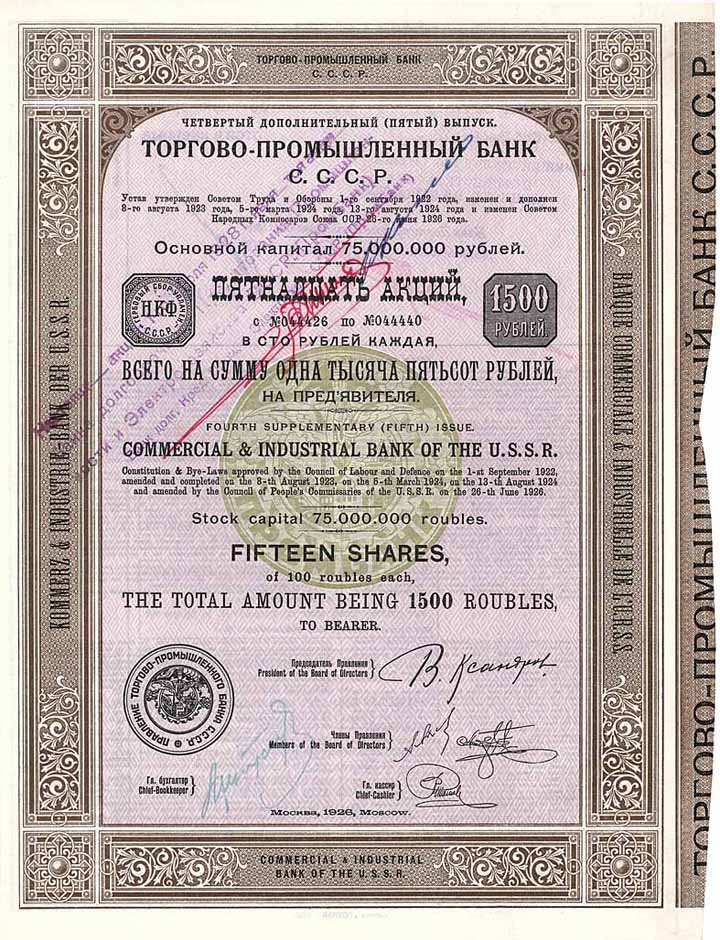 ТОРГОВО-ПРОМЫШЛЕННЫЙ БАНК
С. С. С. Р.
ЧЕТВЕРТЫЙ ДОПОЛНИТЕЛЬНЫЙ (ПЯТЫЙ) ВЫПУСК.
ТОРГОВО-ПРОМЫШЛЕННЫЙ БАНК
С. С. С. Р.
Устав утвержден Советом Труда и Обороны 1-го сентября 1922 года, изменен и дополнен
8-го августа 1923 года, 5-го марта 1924 года, 13-го августа 1924 года и изменен Советом
Народных Комиссаров Союза ССР 26-го июня 1926 года.
Основной капитал 75.000.000 рублей.
ПЯТНАДЦАТЬ АКЦИЙ,
НКФ
С.С.С.Р.
1500
РУБЛЕЙ.
с №044426 по №044440
В СТО РУБЛЕЙ КАЖДАЯ,
ВСЕГО НА СУММУ ОДНА ТЫСЯЧА ПЯТЬСОТ РУБЛЕЙ,
НА ПРЕД'ЯВИТЕЛЯ.
FOURTH SUPPLEMENTARY (FIFTH) ISSUE.
COMMERCIAL & INDUSTRIAL BANK OF THE U.S.S.R.
Constitution & Bye-Laws approved by the Council of Labour and Defence on the 1-st September 1922,
amended and completed on the 8-th August 1923, on the 5-th March 1924, on the 13-th August 1924
and amended by the Council of People's Commissaries of the U.S.S.R. on the 26-th June 1926.
Stock capital 75.000.000 roubles.
FIFTEEN SHARES,
of 100 roubles each,
THE TOTAL AMOUNT BEING 1500 ROUBLES,
TO BEARER.
Председатель Правления
President of the Board of Directors
В. Ксандров
ПРАВЛЕНИЕ ТОРГОВО-ПРОМЫШЛЕННОГО БАНКА С.С.С.Р.
Члены Правления
Members of the Board of Directors
Гл. бухгалтер
Chief-Bookkeeper
Гл. кассир
Chief-Cashier
Москва, 1926, Moscow.
COMMERCIAL & INDUSTRIAL
BANK OF THE U.S.S.R.
KOMMERZ & INDUSTRIE-BANK DER U.S.S.R.
BANQUE COMMERCIALE & INDUSTRIELLE DE L'U.R.S.S.
ТОРГОВО-ПРОМЫШЛЕННЫЙ БАНК С.С.С.Р.